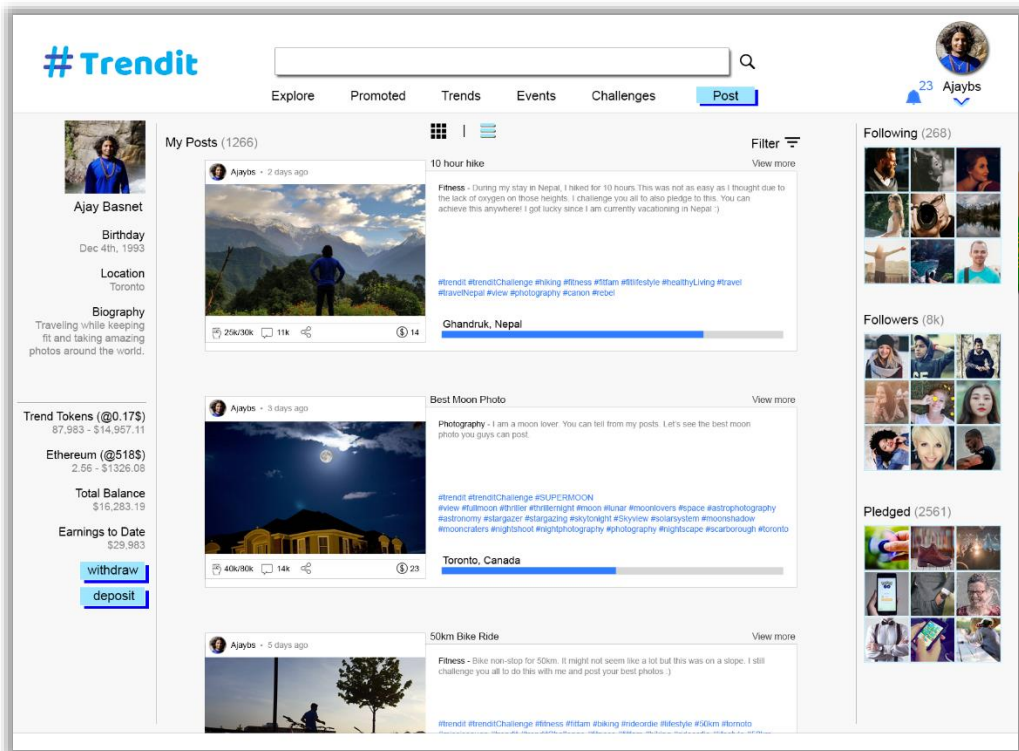 #Trendit
Explore Promoted Trends Events Challenges Post
23 Ajaybs
Ajay Basnet
Birthday
Dec 4th, 1993
Location
Toronto
Biography
Traveling while keeping
fit and taking amazing
photos around the world.
Trend Tokens (@0.17$)
87,983 - $14,957.11
Ethereum (@518$)
2.56 - $1326.08
Total Balance
$16,283.19
Earnings to Date
$29,983
withdraw
deposit
My Posts (1266)
Filter
Ajaybs • 2 days ago
25k/30k 11k 14
10 hour hike
View more
Fitness - During my stay in Nepal, I hiked for 10 hours.This was not as easy as I thought due to
the lack of oxygen on those heights. I challenge you all to also pledge to this. You can
achieve this anywhere! I got lucky since I am currently vacationing in Nepal :)
#trendit #trenditChallenge #hiking #fitness #fitfam #fitlifestyle #healthyLiving #travel
#travelNepal #view #photography #canon #rebel
Ghandruk, Nepal
Ajaybs • 3 days ago
40k/80k 14k 23
Best Moon Photo
View more
Photography - I am a moon lover. You can tell from my posts. Let's see the best moon
photo you guys can post.
#trendit #trenditChallenge #SUPERMOON
#view #fullmoon #thriller #thrillernight #moon #lunar #moonlovers #space #astrophotography
#astronomy #stargazer #stargazing #skytonight #Skyview #solarsystem #moonshadow
#mooncraters #nightshoot #nightphotography #photography #nightscape #scarborough #toronto
Toronto, Canada
Ajaybs • 5 days ago
50km Bike Ride
View more
Fitness - Bike non-stop for 50km. It might not seem like a lot but this was on a slope. I still
challenge you all to do this with me and post your best photos :)
#trendit #trenditChallenge #fitness #fitfam #biking #rideordie #lifestyle #50km #tornoto
Following (268)
Followers (8k)
Pledged (2561)